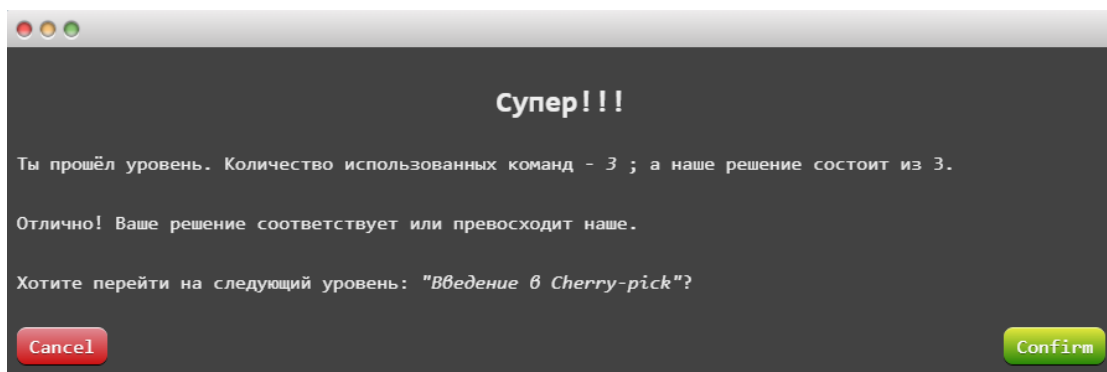 Супер!!!
Ты прошёл уровень. Количество использованных команд - 3 ; а наше решение состоит из 3.
Отлично! Ваше решение соответствует или превосходит наше.
Хотите перейти на следующий уровень: "Введение в Cherry-pick"?
Cancel
Confirm